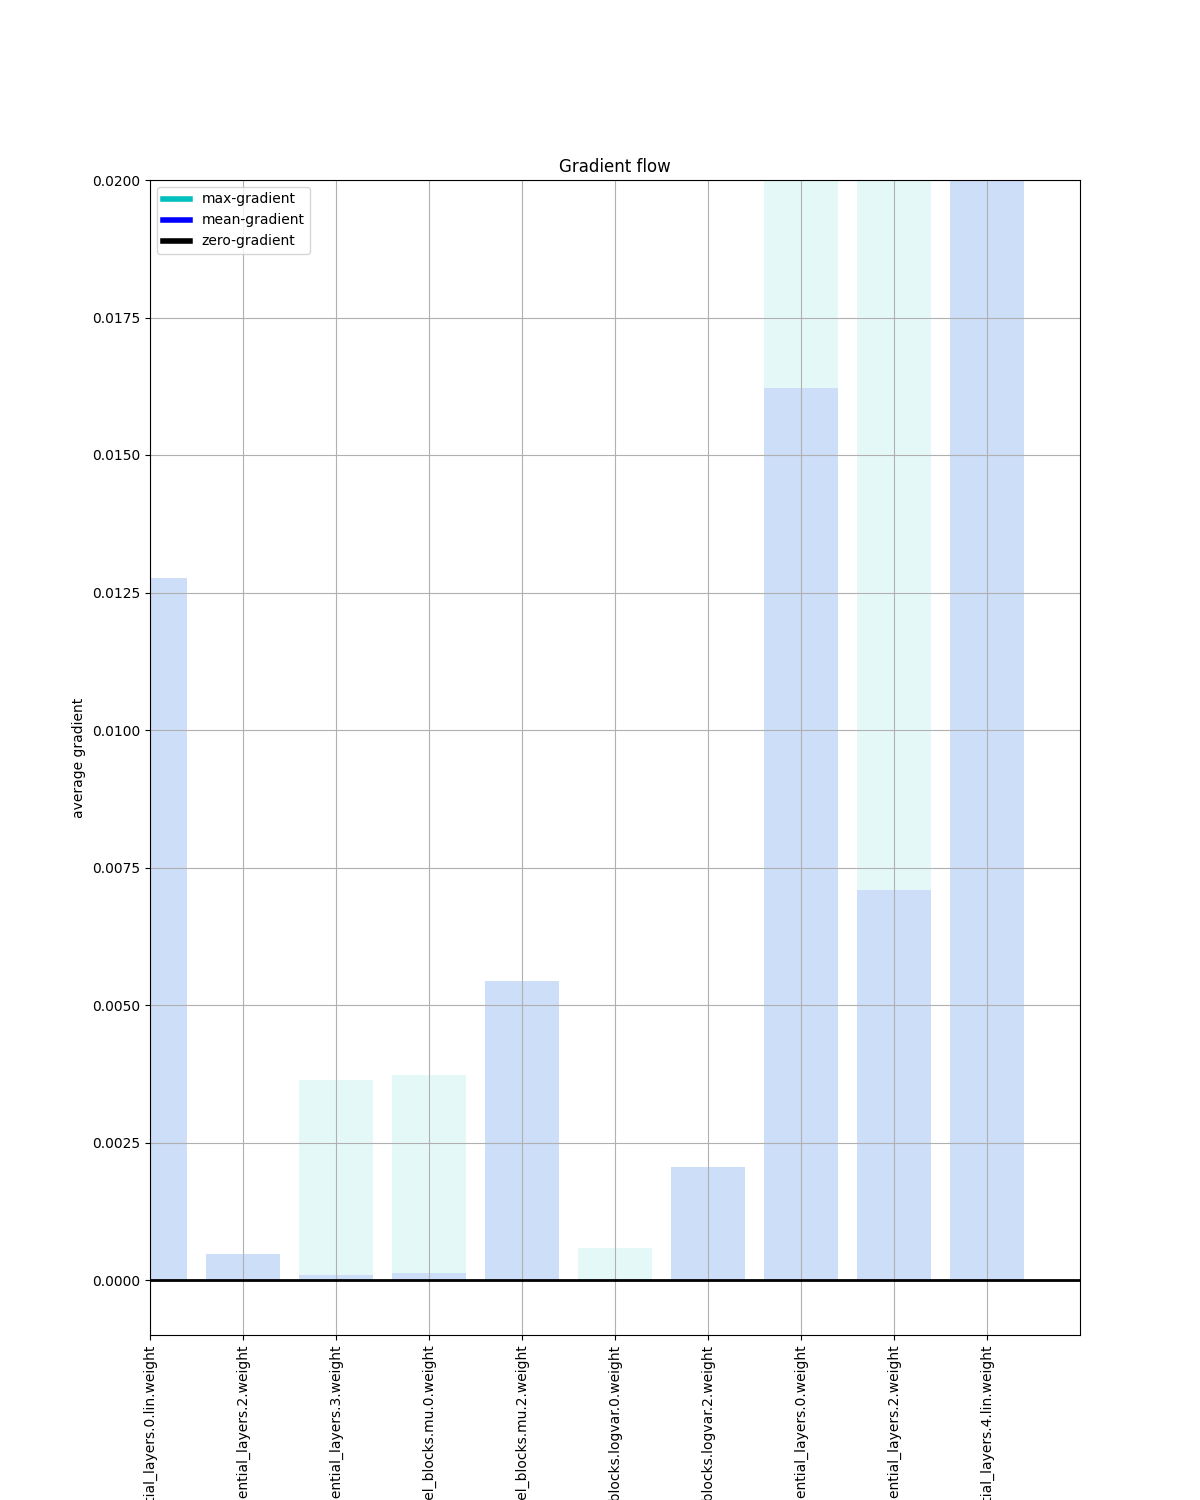 Gradient flow
max-gradient
mean-gradient
zero-gradient
0.0200
0.0175
0.0150
0.0125
0.0100
0.0075
0.0050
0.0025
0.0000
average gradient
tial_layers.0.lin.weight
ential_layers.2.weight
ential_layers.3.weight
el_blocks.mu.0.weight
el_blocks.mu.2.weight
blocks.logvar.0.weight
blocks.logvar.2.weight
ential_layers.0.weight
ential_layers.2.weight
tial_layers.4.lin.weight